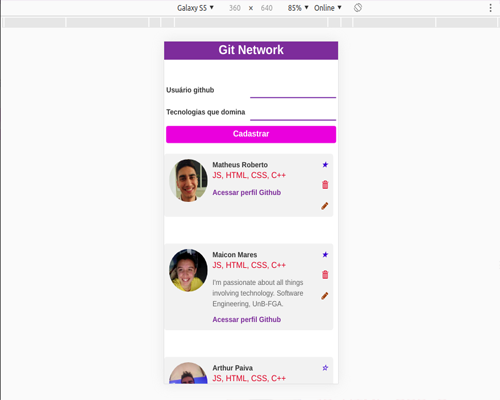 Galaxy S5 ▼ 360 × 640 85% ▼ Online ▼
Git Network
Usuário github
Tecnologias que domina
Cadastrar
Matheus Roberto
JS, HTML, CSS, C++
Acessar perfil Github
Maicon Mares
JS, HTML, CSS, C++
I'm passionate about all things
involving technology. Software
Engineering, UnB-FGA.
Acessar perfil Github
Arthur Paiva
JS, HTML, CSS, C++